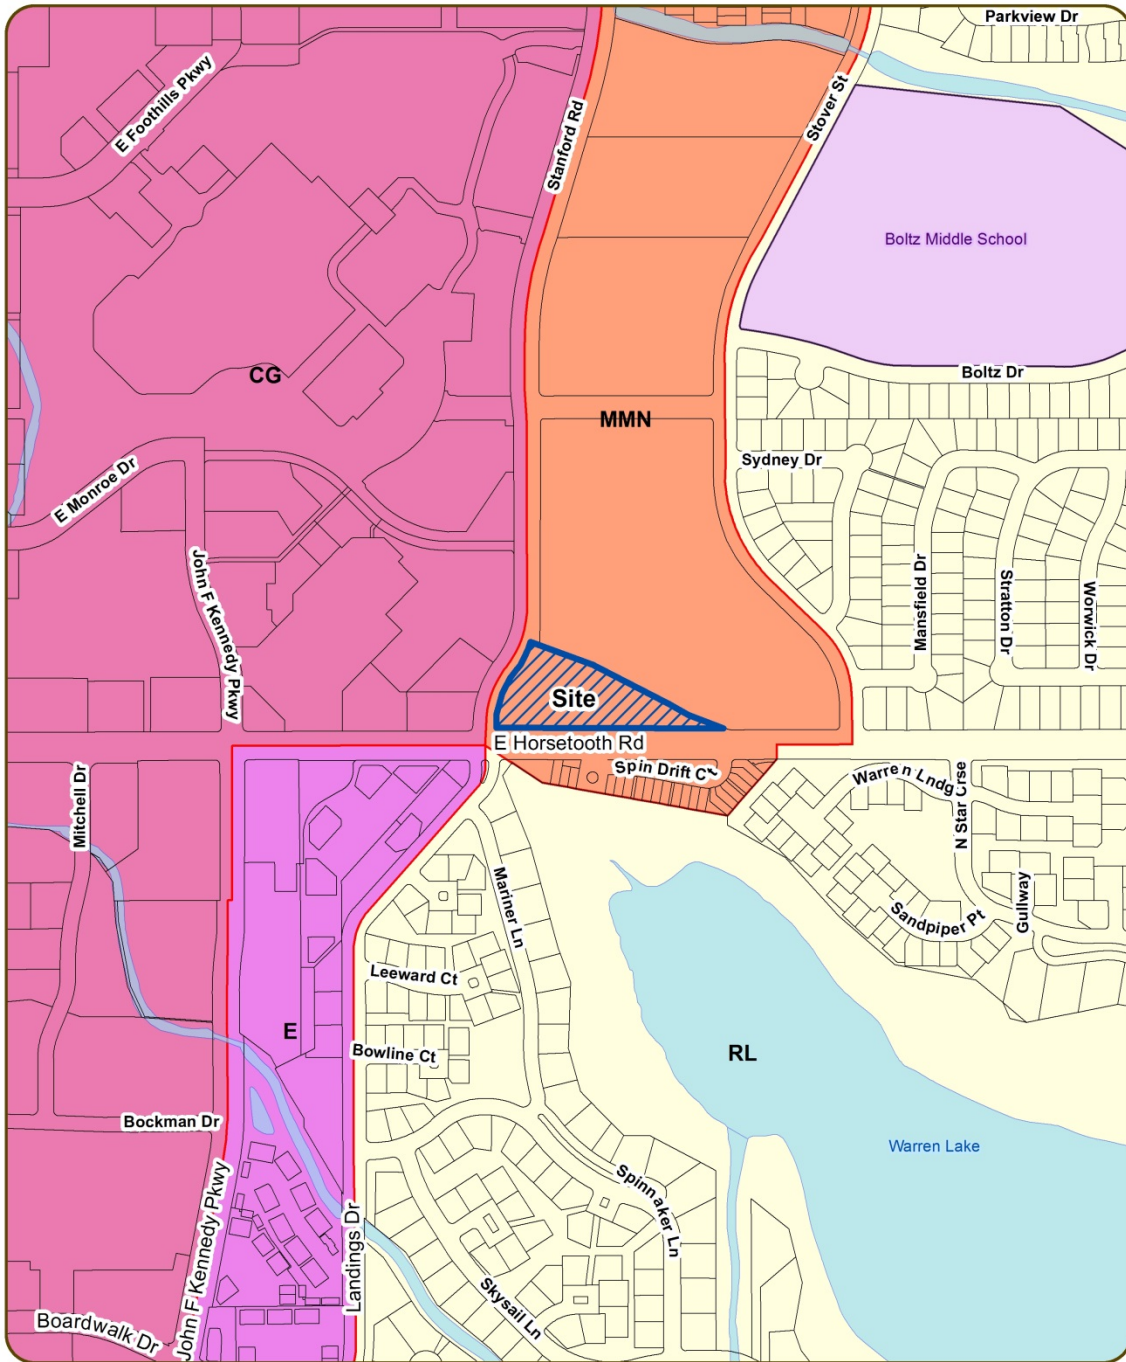 Parkview Dr
E Foothills Pkwy
Stanford Rd
Stover St
Boltz Middle School
CG
Boltz Dr
MMN
Sydney Dr
E Monroe Dr
John F Kennedy Pkwy
Mansfield Dr
Stratton Dr
Worwick Dr
Site
E Horsetooth Rd
Spin Drift Ct
Warren Lndg
Mitchell Dr
N Star Crse
Mariner Ln
Sandpiper Pt
Gullway
Leeward Ct
E
Bowline Ct
RL
Bockman Dr
Warren Lake
Spinnaker Ln
John F Kennedy Pkwy
Landings Dr
Skysail Ln
Boardwalk Dr